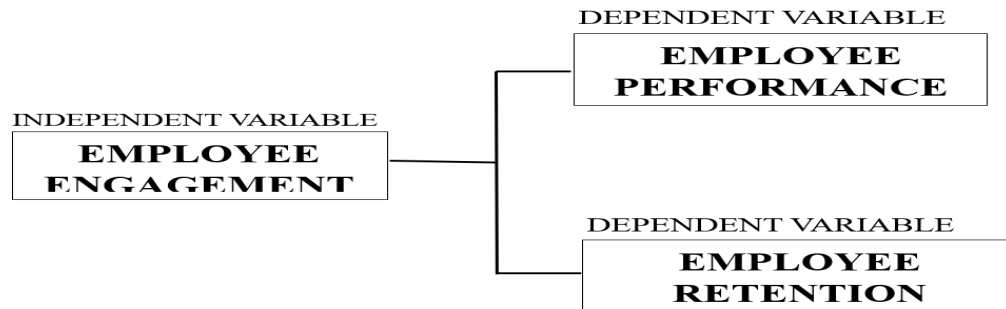 INDEPENDENT VARIABLE
EMPLOYEE
ENGAGEMENT
DEPENDENT VARIABLE
EMPLOYEE
PERFORMANCE
DEPENDENT VARIABLE
EMPLOYEE
RETENTION